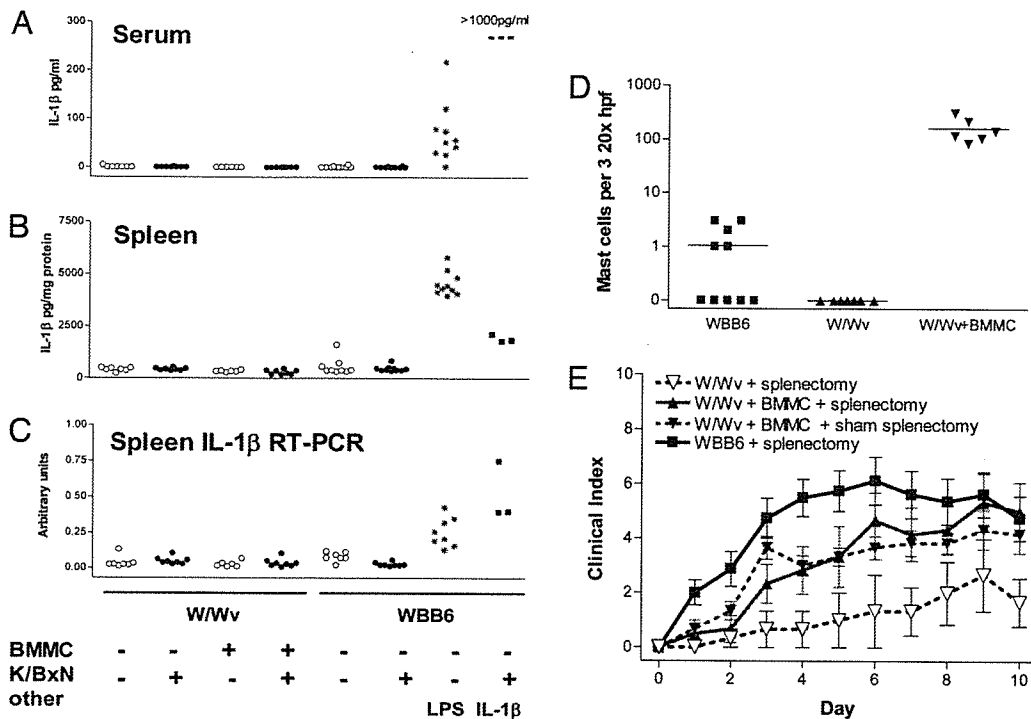 A
Serum
>1000pg/ml
IL-1β pg/ml
300
200
100
0
B
Spleen
IL-1β pg/mg protein
7500
5000
2500
0
C
Spleen IL-1β RT-PCR
Arbitrary units
1.00
0.75
0.50
0.25
0.00
W/Wv
WBB6
BMMC - - + + - - - -
K/BxN - + - + - + - +
other
LPS IL-1β
D
Mast cells per 3 20x hpf
1000
100
10
1
0
WBB6
W/Wv
W/Wv+BMMC
E
W/Wv + splenectomy
W/Wv + BMMC + splenectomy
W/Wv + BMMC + sham splenectomy
WBB6 + splenectomy
Clinical Index
10
8
6
4
2
0
0 2 4 6 8 10
Day